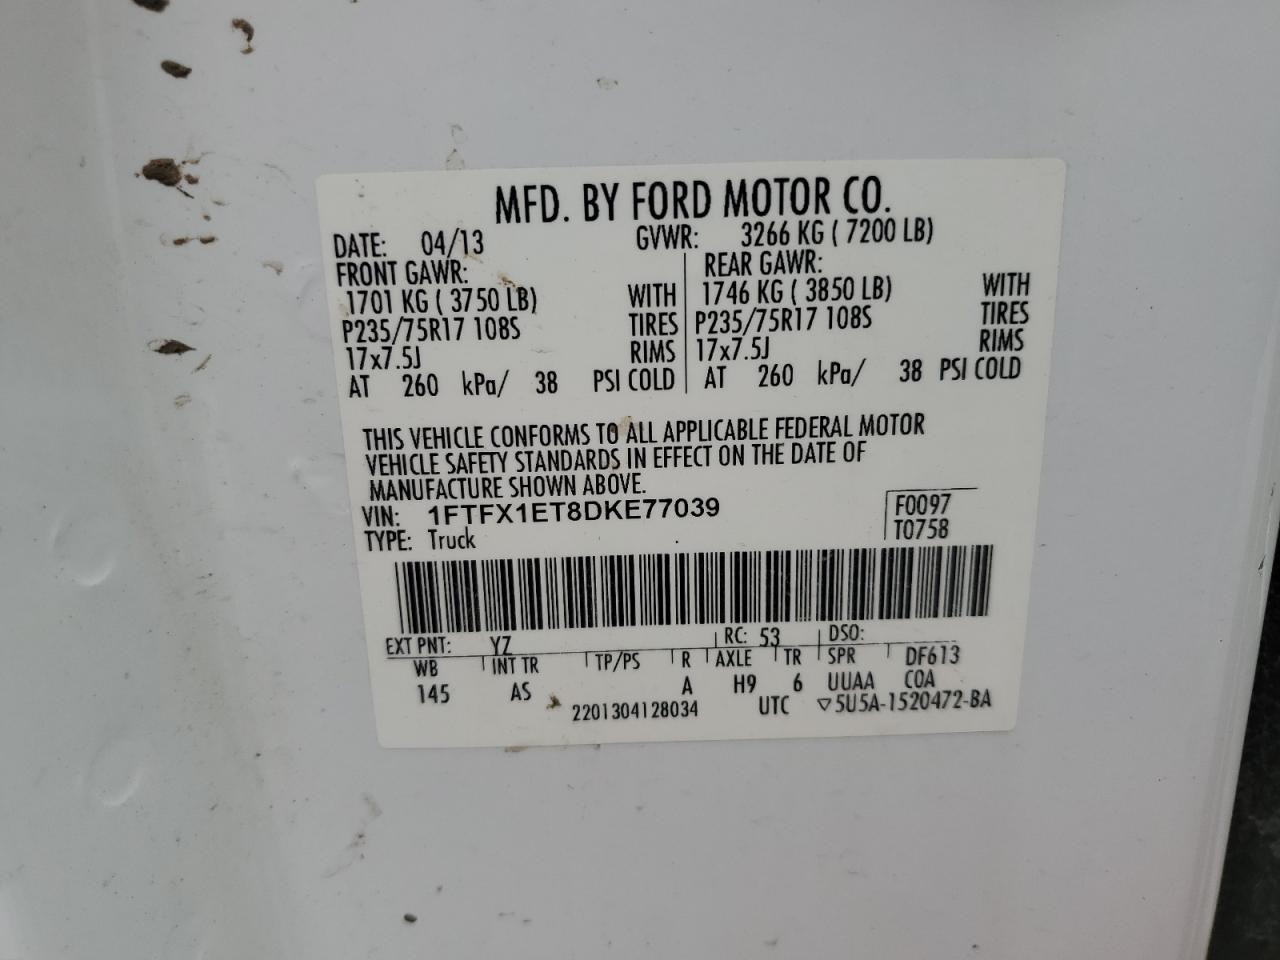 MFD. BY FORD MOTOR CO.
DATE: 04/13 GVWR: 3266 KG ( 7200 LB)
FRONT GAWR: REAR GAWR:
1701 KG ( 3750 LB) WITH 1746 KG ( 3850 LB) WITH
P235/75R17 108S TIRES P235/75R17 108S TIRES
17x7.5J RIMS 17x7.5J RIMS
AT 260 kPa/ 38 PSI COLD AT 260 kPa/ 38 PSI COLD
THIS VEHICLE CONFORMS TO ALL APPLICABLE FEDERAL MOTOR
VEHICLE SAFETY STANDARDS IN EFFECT ON THE DATE OF
MANUFACTURE SHOWN ABOVE.
VIN: 1FTFX1ET8DKE77039 F0097
TYPE: Truck T0758
EXT PNT: YZ RC: 53 DSO:
WB INT TR TP/PS R AXLE TR SPR DF613
145 AS A H9 6 UUAA COA
2201304128034 UTC ▽5U5A-1520472-BA